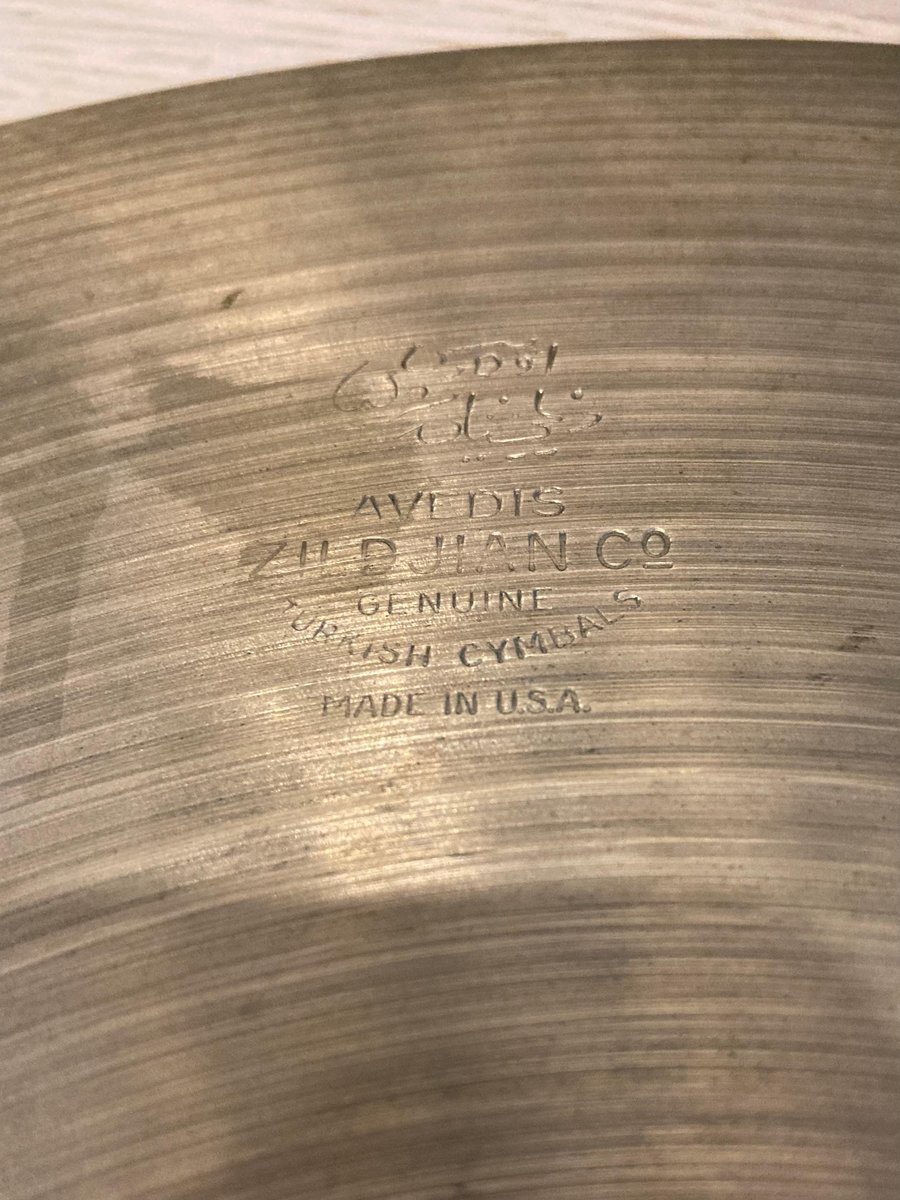 AVEDIS
ZILDJIAN Cº
GENUINE
TURKISH CYMBALS
MADE IN U.S.A.